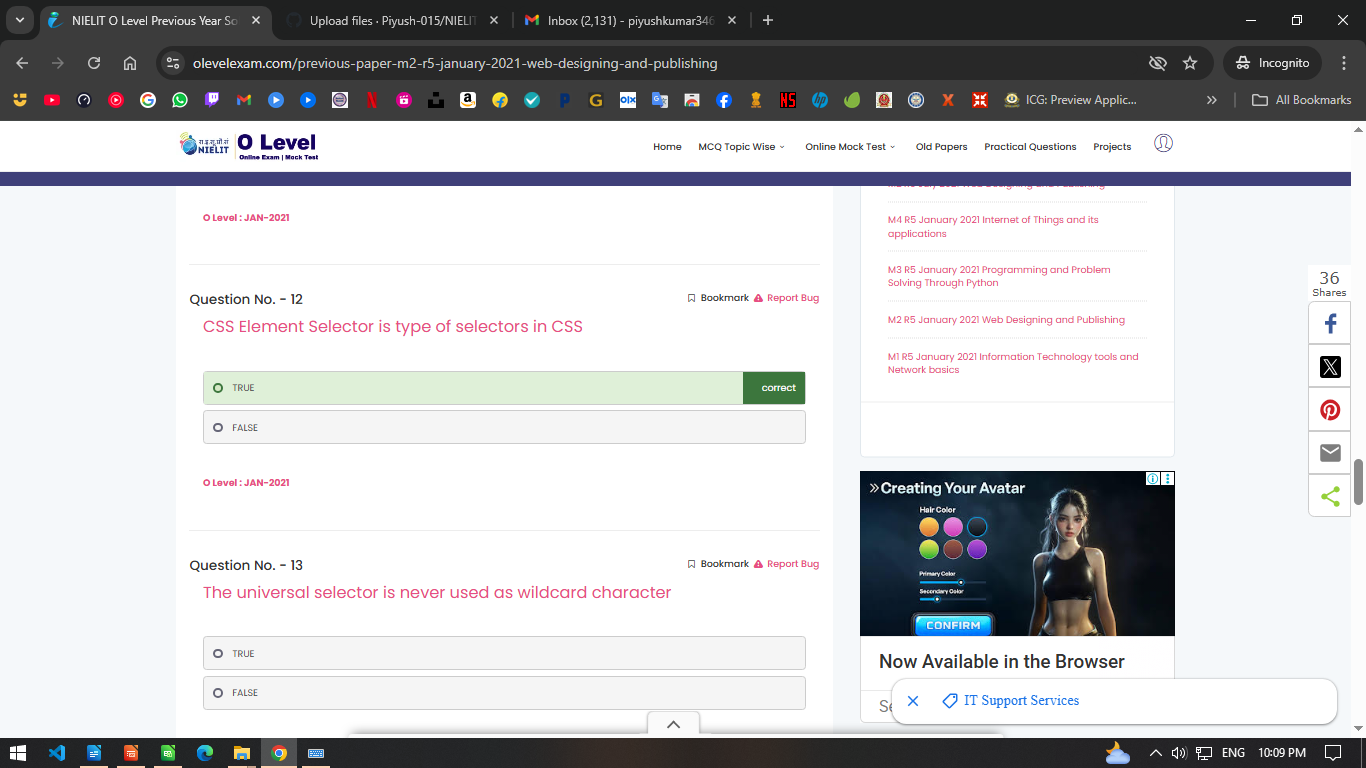 NIELIT O Level Previous Year So
Upload files · Piyush-015/NIELIT
Inbox (2,131) - piyushkumar346
olevelexam.com/previous-paper-m2-r5-january-2021-web-designing-and-publishing
Incognito
ICG: Preview Applic...
All Bookmarks
NIELIT
O Level
Online Exam | Mock Test
Home
MCQ Topic Wise
Online Mock Test
Old Papers
Practical Questions
Projects
O Level : JAN-2021
Question No. - 12
Bookmark
Report Bug
CSS Element Selector is type of selectors in CSS
TRUE
correct
FALSE
O Level : JAN-2021
Question No. - 13
Bookmark
Report Bug
The universal selector is never used as wildcard character
TRUE
FALSE
M4 R5 January 2021 Internet of Things and its
applications
M3 R5 January 2021 Programming and Problem
Solving Through Python
M2 R5 January 2021 Web Designing and Publishing
M1 R5 January 2021 Information Technology tools and
Network basics
36
Shares
Creating Your Avatar
Hair Color
Primary Color
Secondary Color
CONFIRM
Now Available in the Browser
IT Support Services
ENG
10:09 PM